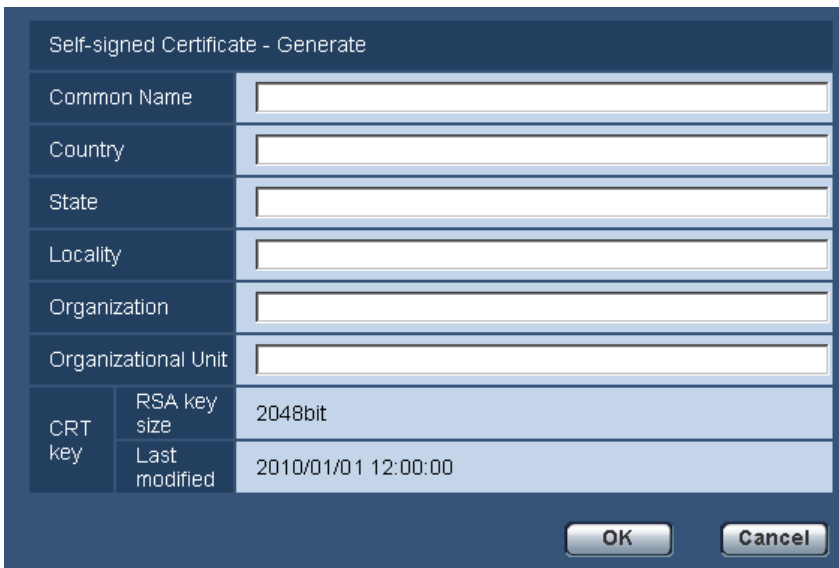 Self-signed Certificate - Generate
Common Name
Country
State
Locality
Organization
Organizational Unit
CRT
key
RSA key
size
2048bit
Last
modified
2010/01/01 12:00:00
OK
Cancel